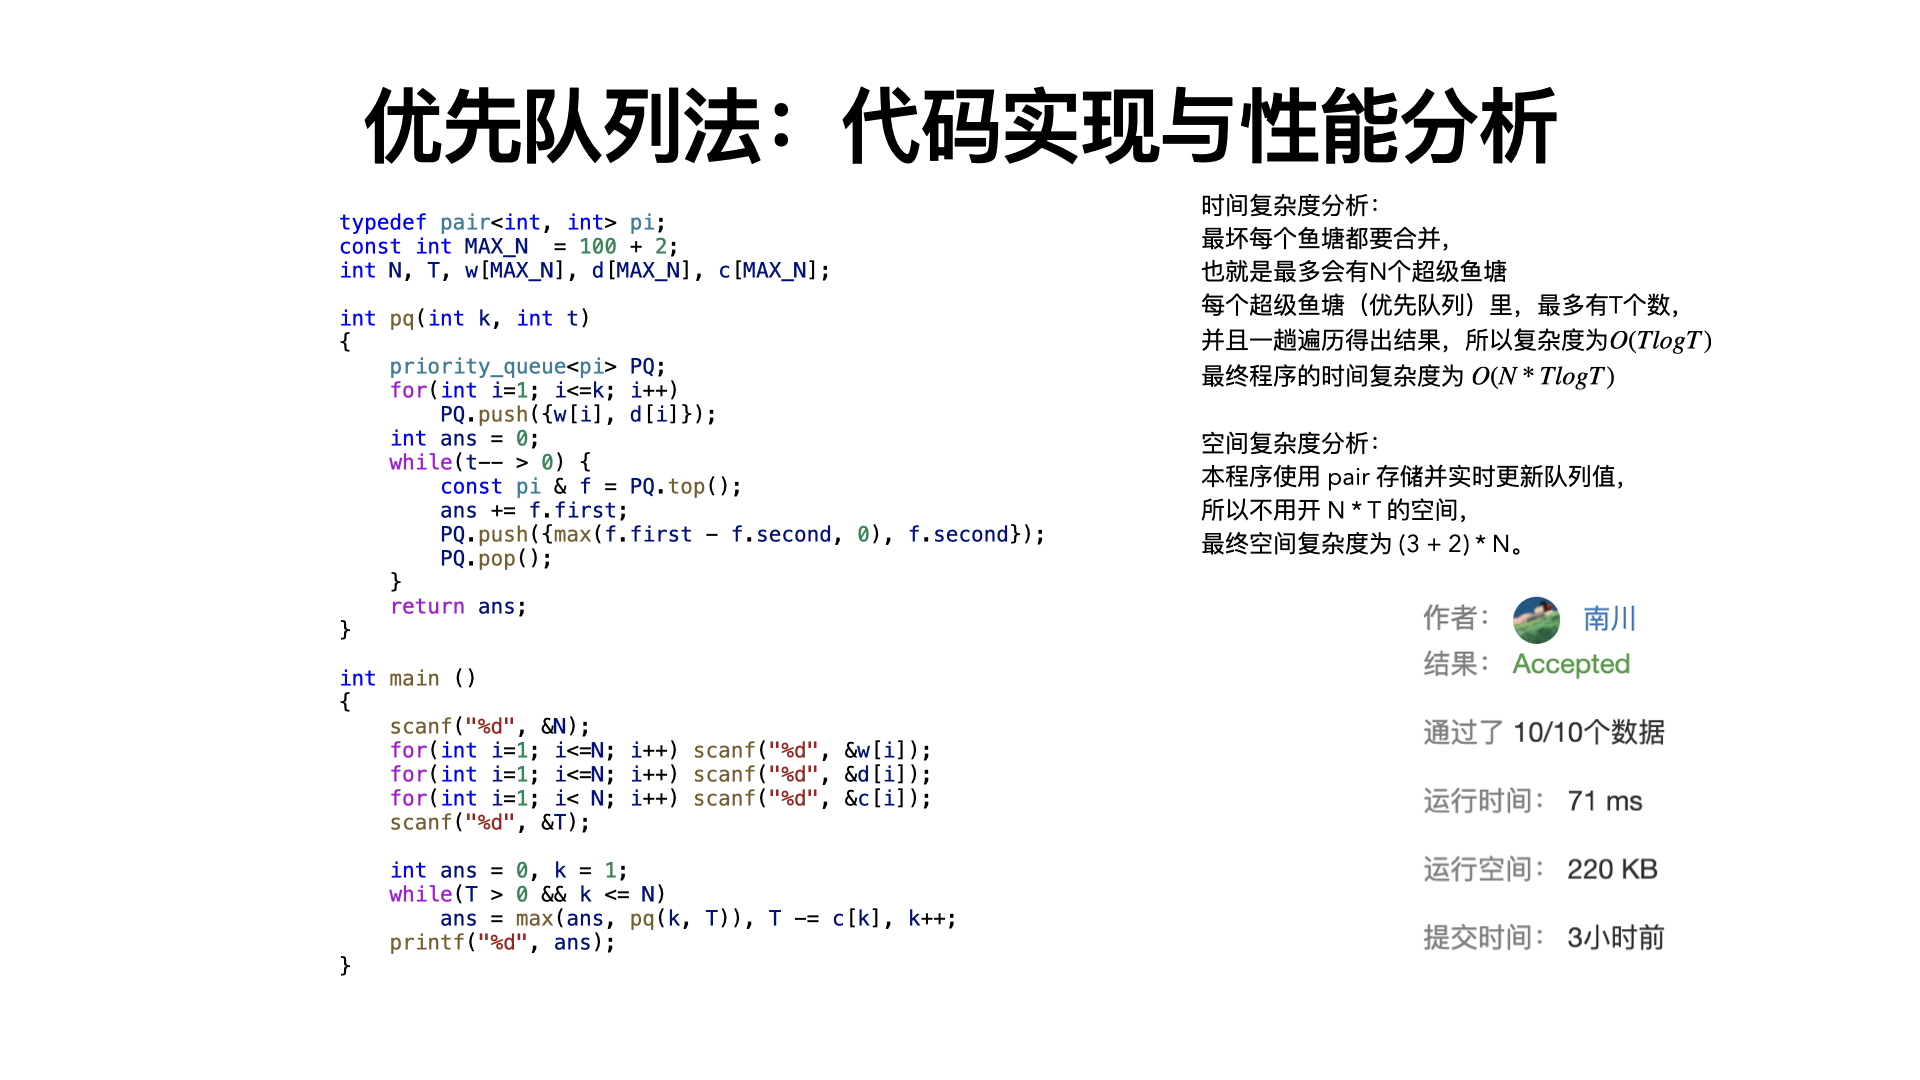 优先队列法：代码实现与性能分析
typedef pair<int, int> pi;
const int MAX_N  = 100 + 2;
int N, T, w[MAX_N], d[MAX_N], c[MAX_N];
int pq(int k, int t)
{
    priority_queue<pi> PQ;
    for(int i=1; i<=k; i++)
        PQ.push({w[i], d[i]});
    int ans = 0;
    while(t-- > 0) {
        const pi & f = PQ.top();
        ans += f.first;
        PQ.push({max(f.first - f.second, 0), f.second});
        PQ.pop();
    }
    return ans;
}
int main ()
{
    scanf("%d", &N);
    for(int i=1; i<=N; i++) scanf("%d", &w[i]);
    for(int i=1; i<=N; i++) scanf("%d", &d[i]);
    for(int i=1; i< N; i++) scanf("%d", &c[i]);
    scanf("%d", &T);
    int ans = 0, k = 1;
    while(T > 0 && k <= N)
        ans = max(ans, pq(k, T)), T -= c[k], k++;
    printf("%d", ans);
}
时间复杂度分析：
最坏每个鱼塘都要合并，
也就是最多会有N个超级鱼塘
每个超级鱼塘（优先队列）里，最多有T个数，
并且一趟遍历得出结果，所以复杂度为O(TlogT)
最终程序的时间复杂度为 O(N * TlogT)
空间复杂度分析：
本程序使用 pair 存储并实时更新队列值，
所以不用开 N * T 的空间，
最终空间复杂度为 (3 + 2) * N。
作者： 南川
结果： Accepted
通过了 10/10个数据
运行时间： 71 ms
运行空间： 220 KB
提交时间： 3小时前